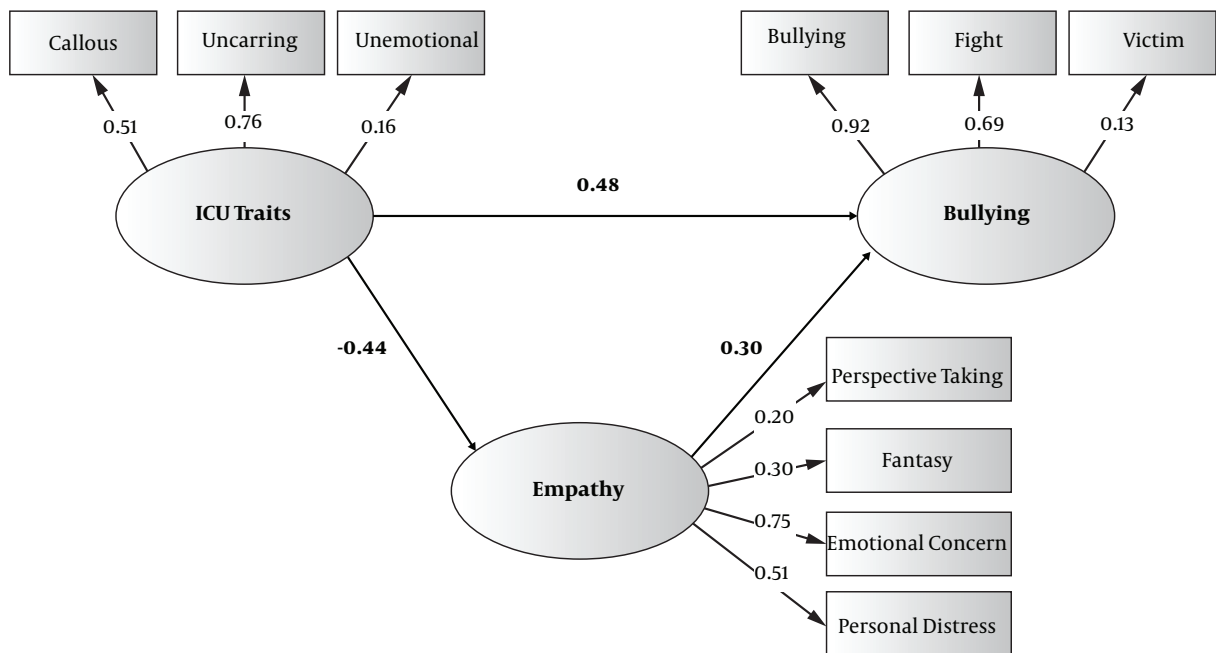 Callous
Uncarring
Unemotional
Bullying
Fight
Victim
0.51
0.76
0.16
0.92
0.69
0.13
ICU Traits
0.48
Bullying
-0.44
0.30
Perspective Taking
0.20
Fantasy
0.30
Empathy
0.75
Emotional Concern
0.51
Personal Distress